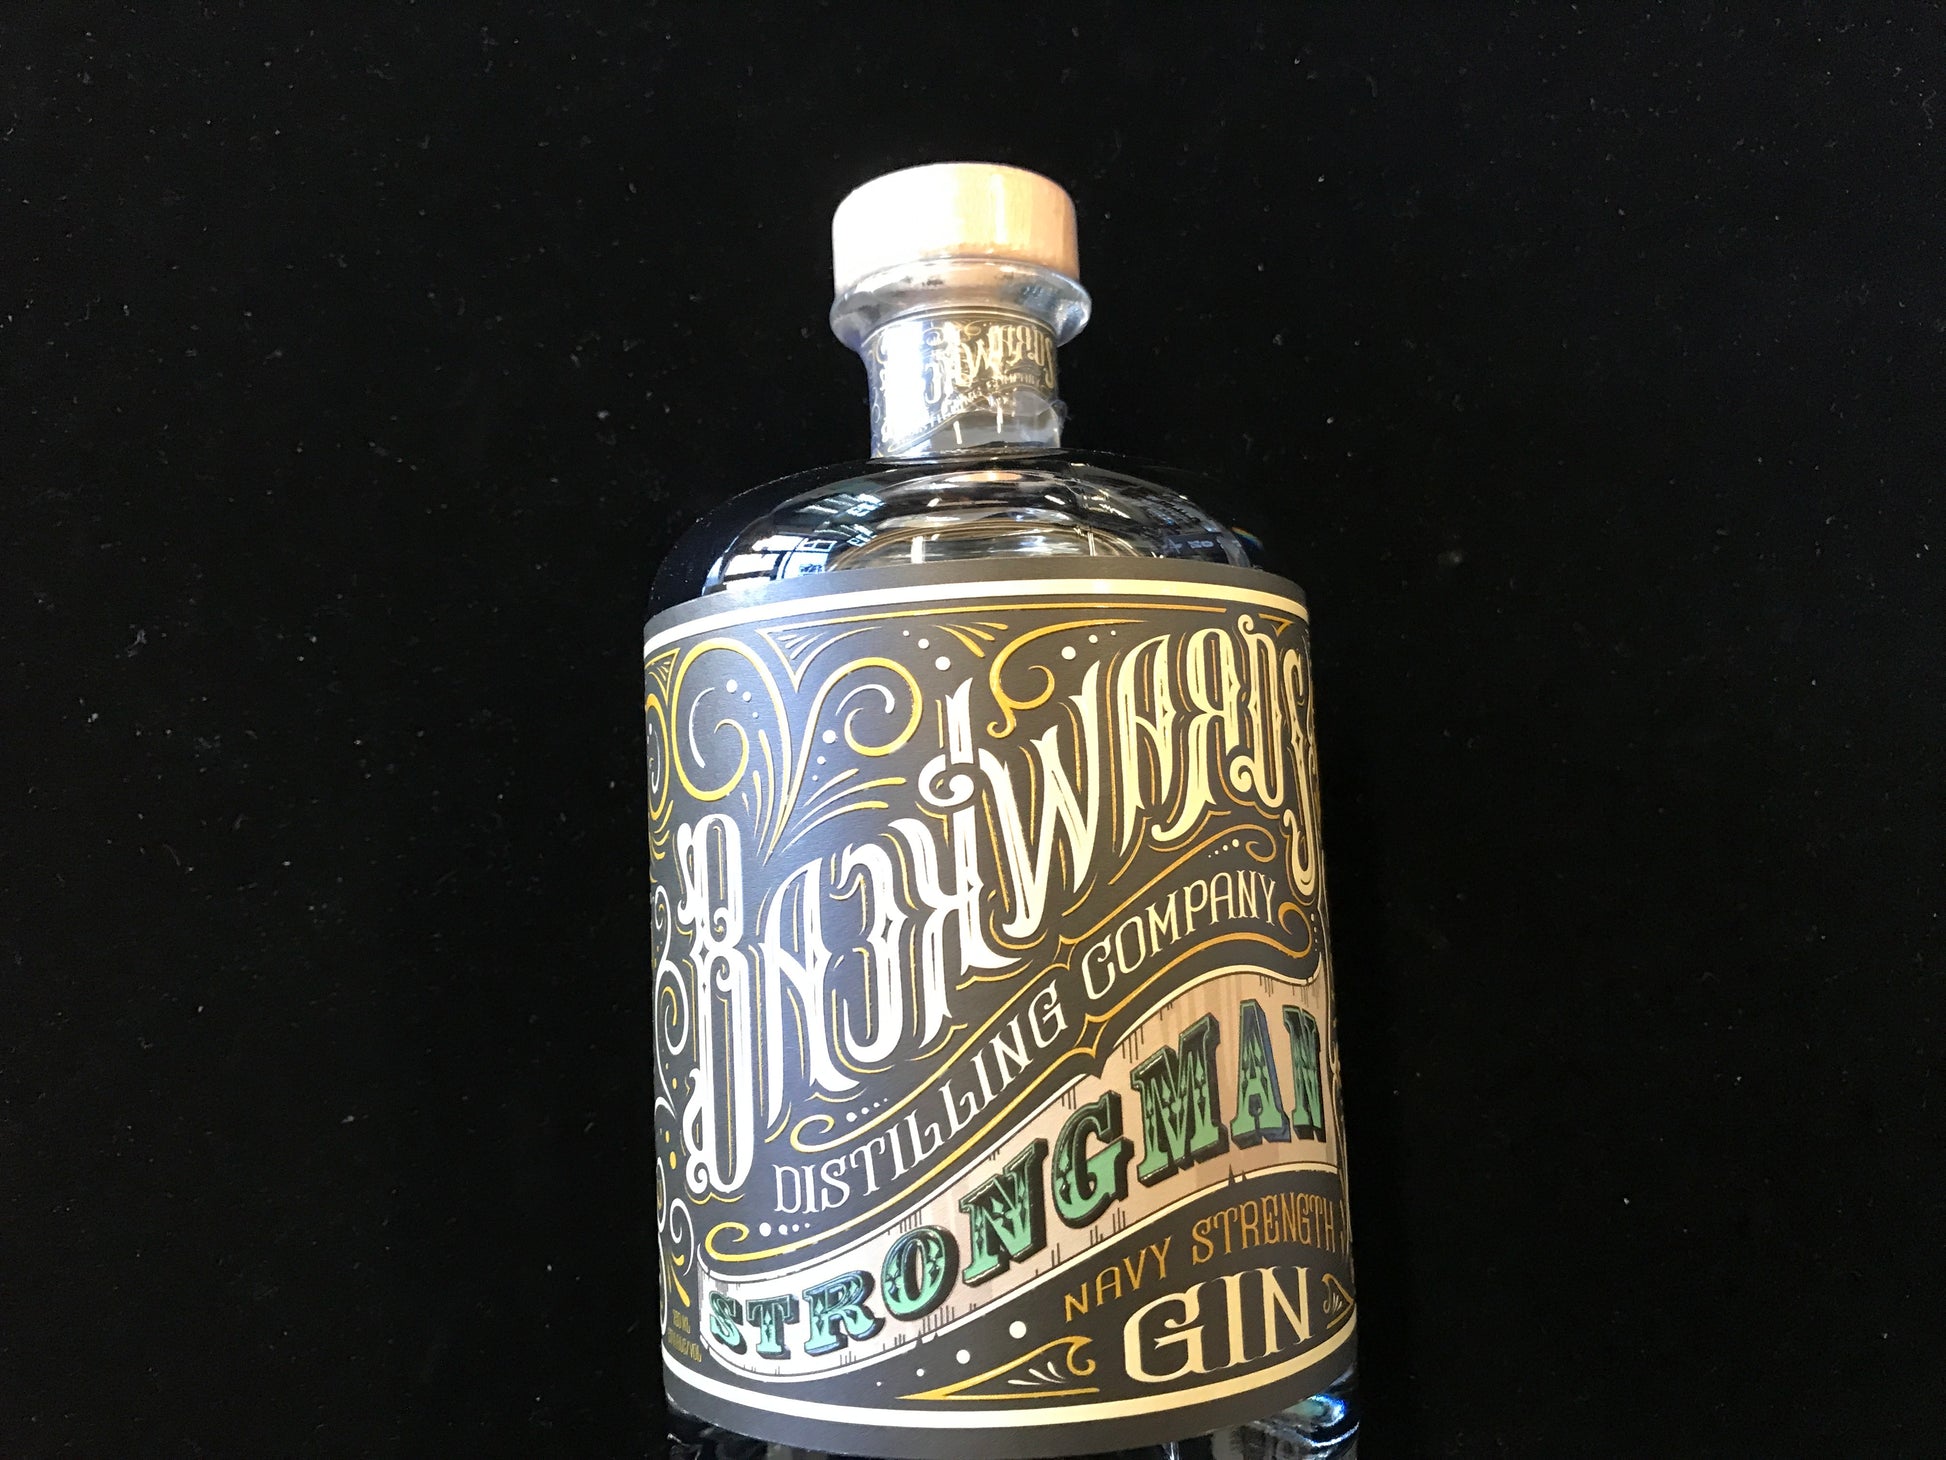 BACKWARDS
DISTILLING COMPANY
STRONGMAN
NAVY STRENGTH
GIN